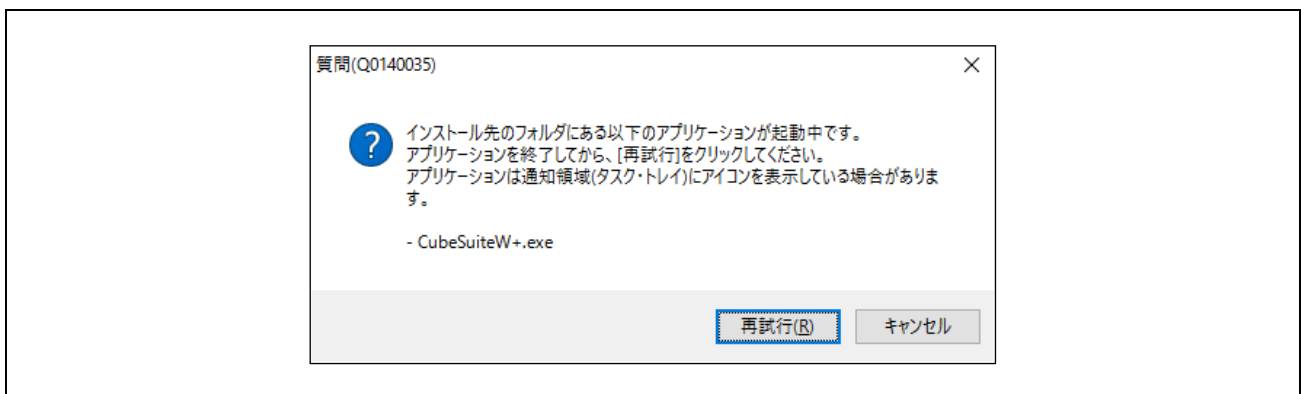 質問(Q0140035)
インストール先のフォルダにある以下のアプリケーションが起動中です。
アプリケーションを終了してから、[再試行]をクリックしてください。
アプリケーションは通知領域(タスク・トレイ)にアイコンを表示している場合がありま
す。
- CubeSuiteW+.exe
再試行(R)
キャンセル